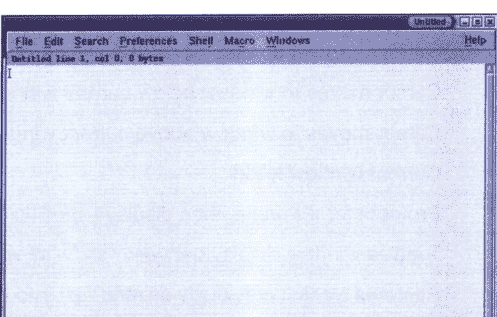 Untitled
File Edit Search Preferences Shell Macro Windows Help
Untitled line 1, col 0, 0 bytes